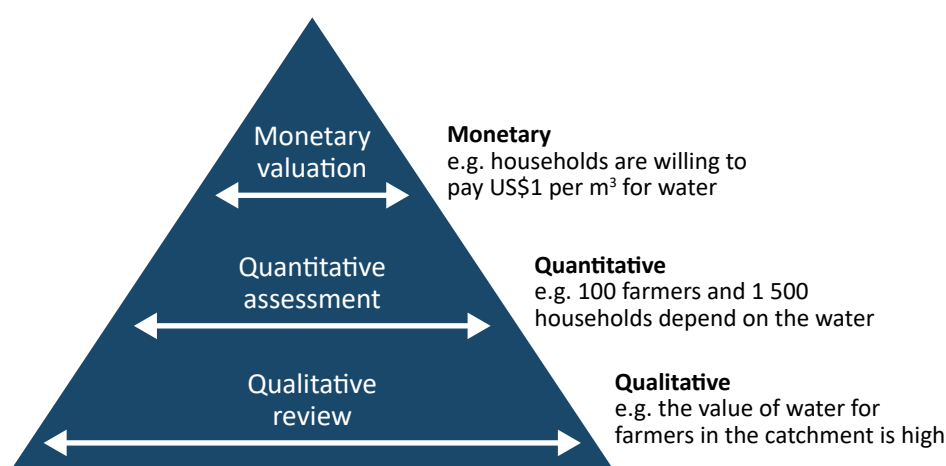 Monetary
valuation
Monetary
e.g. households are willing to
pay US$1 per m³ for water
Quantitative
assessment
Quantitative
e.g. 100 farmers and 1 500
households depend on the water
Qualitative
review
Qualitative
e.g. the value of water for
farmers in the catchment is high